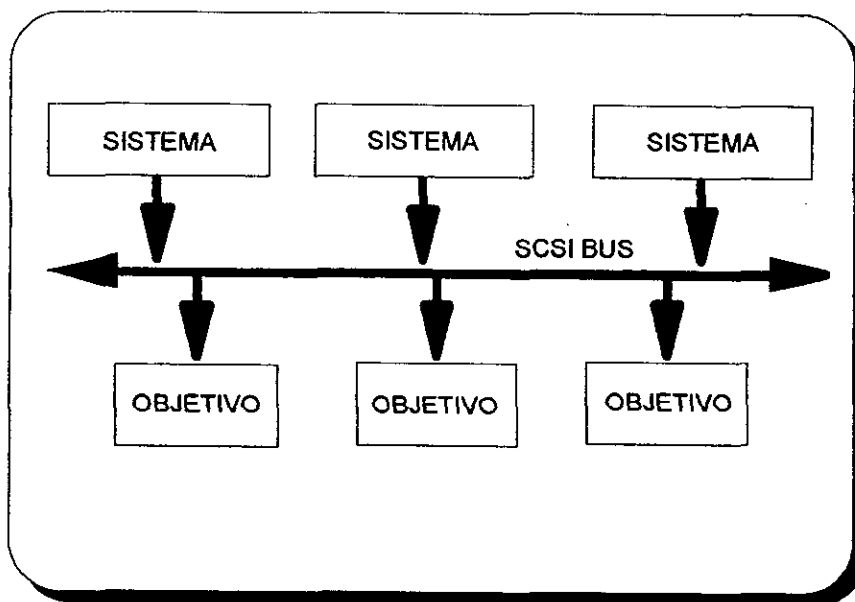 SISTEMA
SISTEMA
SISTEMA
SCSI BUS
OBJETIVO
OBJETIVO
OBJETIVO